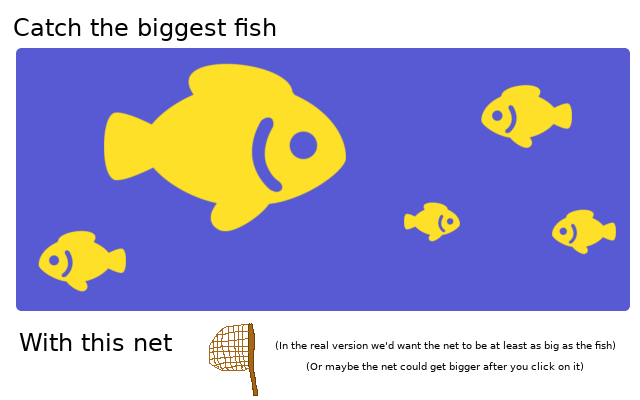 Catch the biggest fish
With this net
(In the real version we'd want the net to be at least as big as the fish)
(Or maybe the net could get bigger after you click on it)